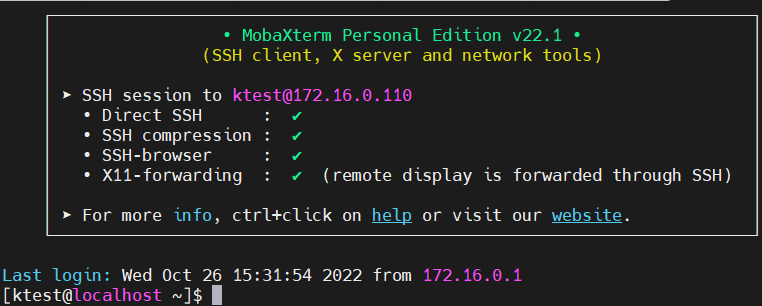 • MobaXterm Personal Edition v22.1 •
(SSH client, X server and network tools)
➤ SSH session to ktest@172.16.0.110
• Direct SSH : ✔
• SSH compression : ✔
• SSH-browser : ✔
• X11-forwarding : ✔ (remote display is forwarded through SSH)
➤ For more info, ctrl+click on help or visit our website.
Last login: Wed Oct 26 15:31:54 2022 from 172.16.0.1
[ktest@localhost ~]$